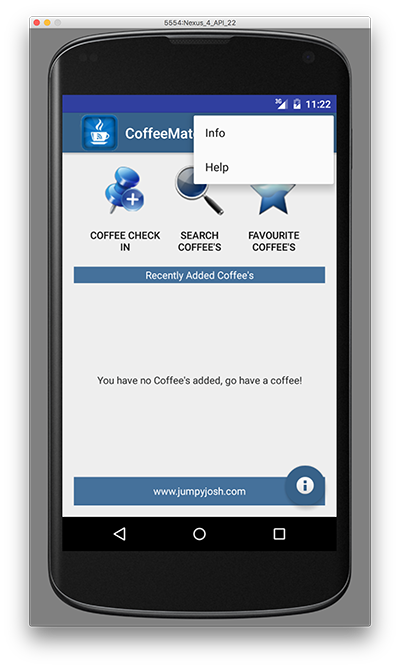 5554:Nexus_4_API_22
3G 11:22
CoffeeMate
Info
Help
COFFEE CHECK
IN
SEARCH
COFFEE'S
FAVOURITE
COFFEE'S
Recently Added Coffee's
You have no Coffee's added, go have a coffee!
www.jumpyjosh.com